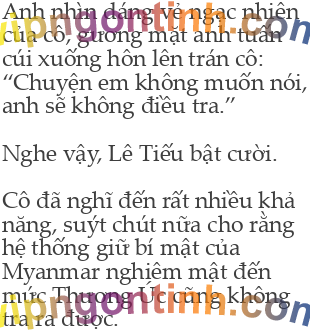 Anh nhìn dáng vẻ ngạc nhiên
của cô, gương mặt anh tuấn
cúi xuống hôn lên trán cô:
“Chuyện em không muốn nói,
anh sẽ không điều tra.”
Nghe vậy, Lê Tiếu bật cười.
Cô đã nghĩ đến rất nhiều khả
năng, suýt chút nữa cho rằng
hệ thống giữ bí mật của
Myanmar nghiêm mật đến
mức Thương Úc cũng không
tra ra được.
vipngontinh.com
vipngontinh.com